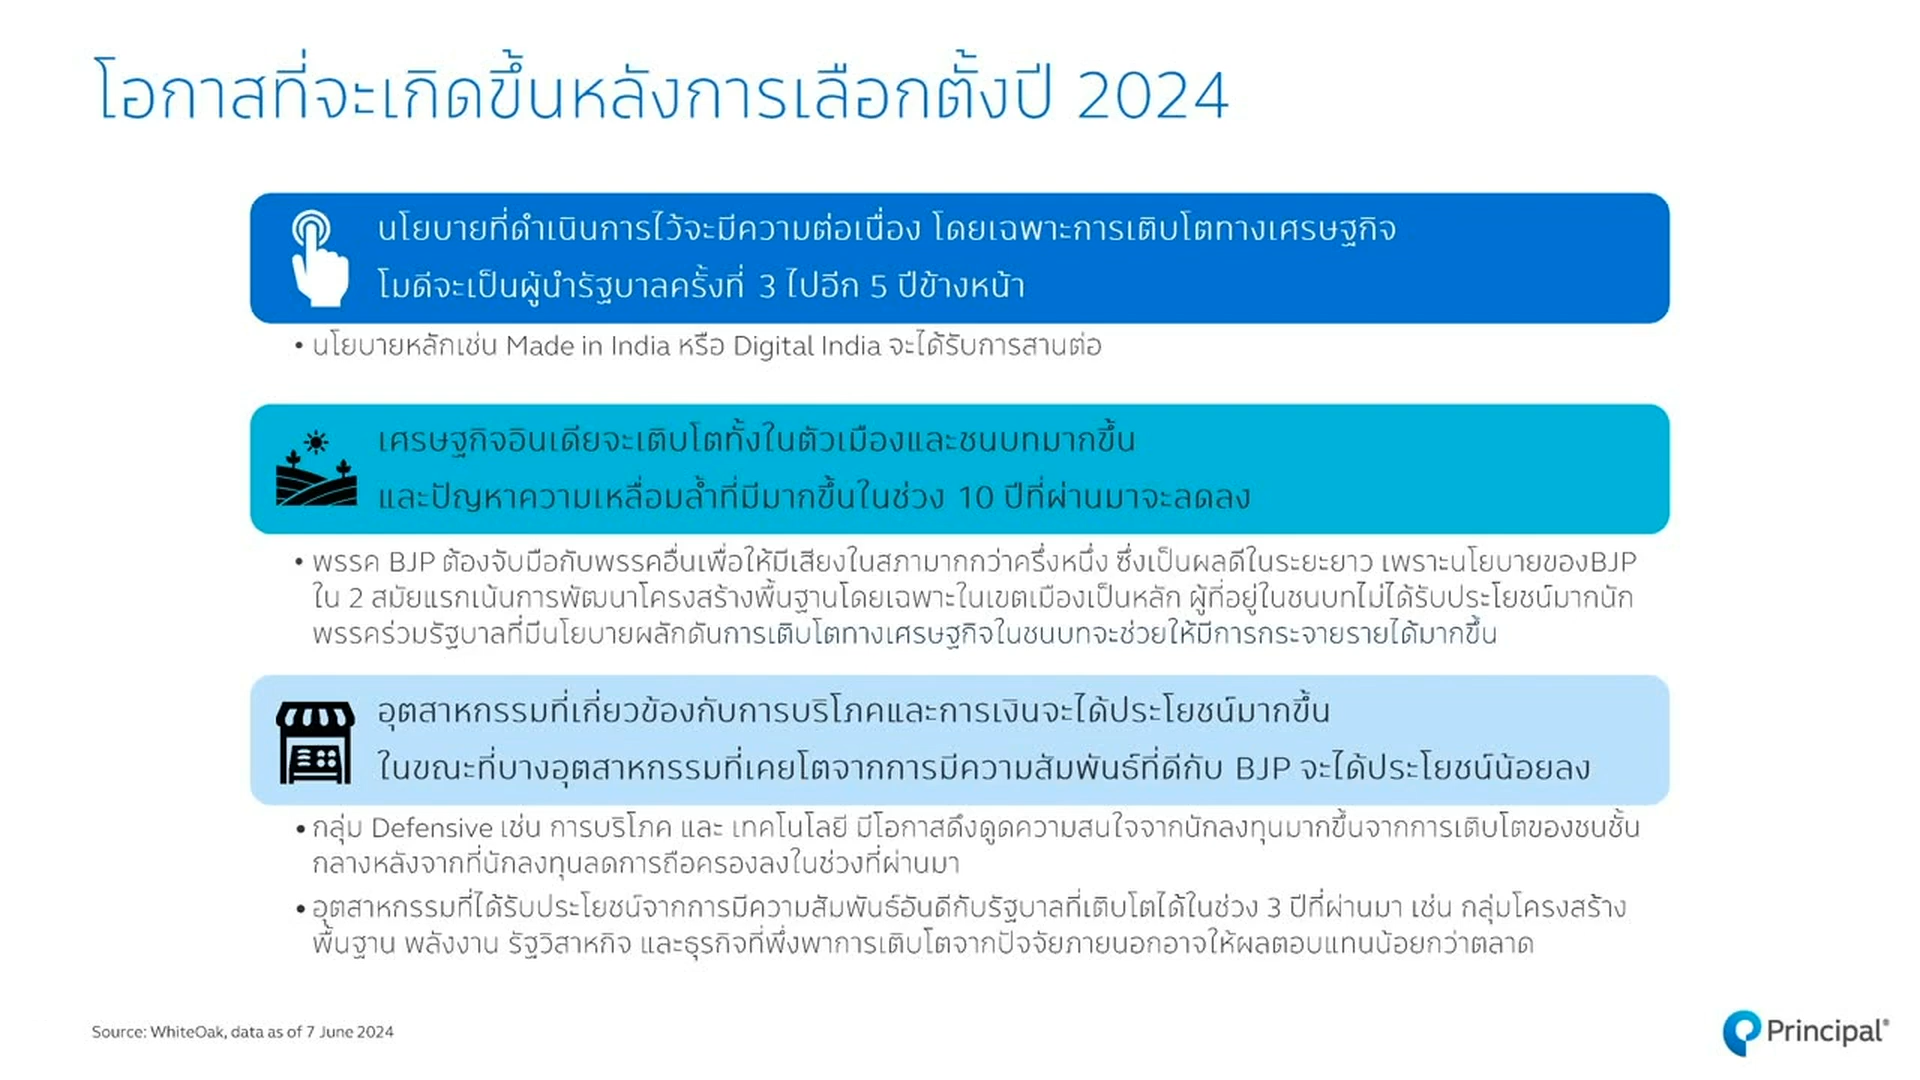 โอกาสที่จะเกิดขึ้นหลังการเลือกตั้งปี 2024
นโยบายที่ดำเนินการไว้จะมีความต่อเนื่อง โดยเฉพาะการเติบโตทางเศรษฐกิจ
โมดีจะเป็นผู้นำรัฐบาลครั้งที่ 3 ไปอีก 5 ปีข้างหน้า
• นโยบายหลักเช่น Made in India หรือ Digital India จะได้รับการสานต่อ
เศรษฐกิจอินเดียจะเติบโตทั้งในตัวเมืองและชนบทมากขึ้น
และปัญหาความเหลื่อมล้ำที่มีมากขึ้นในช่วง 10 ปีที่ผ่านมาจะลดลง
• พรรค BJP ต้องจับมือกับพรรคอื่นเพื่อให้มีเสียงในสภามากกว่าครึ่งหนึ่ง ซึ่งเป็นผลดีในระยะยาว เพราะนโยบายของBJP
ใน 2 สมัยแรกเน้นการพัฒนาโครงสร้างพื้นฐานโดยเฉพาะในเขตเมืองเป็นหลัก ผู้ที่อยู่ในชนบทไม่ได้รับประโยชน์มากนัก
พรรคร่วมรัฐบาลที่มีนโยบายผลักดันการเติบโตทางเศรษฐกิจในชนบทจะช่วยให้มีการกระจายรายได้มากขึ้น
อุตสาหกรรมที่เกี่ยวข้องกับการบริโภคและการเงินจะได้ประโยชน์มากขึ้น
ในขณะที่บางอุตสาหกรรมที่เคยโตจากการมีความสัมพันธ์ที่ดีกับ BJP จะได้ประโยชน์น้อยลง
• กลุ่ม Defensive เช่น การบริโภค และ เทคโนโลยี มีโอกาสดึงดูดความสนใจจากนักลงทุนมากขึ้นจากการเติบโตของชนชั้น
กลางหลังจากที่นักลงทุนลดการถือครองลงในช่วงที่ผ่านมา
• อุตสาหกรรมที่ได้รับประโยชน์จากการมีความสัมพันธ์อันดีกับรัฐบาลที่เติบโตได้ในช่วง 3 ปีที่ผ่านมา เช่น กลุ่มโครงสร้าง
พื้นฐาน พลังงาน รัฐวิสาหกิจ และธุรกิจที่พึ่งพาการเติบโตจากปัจจัยภายนอกอาจให้ผลตอบแทนน้อยกว่าตลาด
Source: WhiteOak, data as of 7 June 2024
Principal®